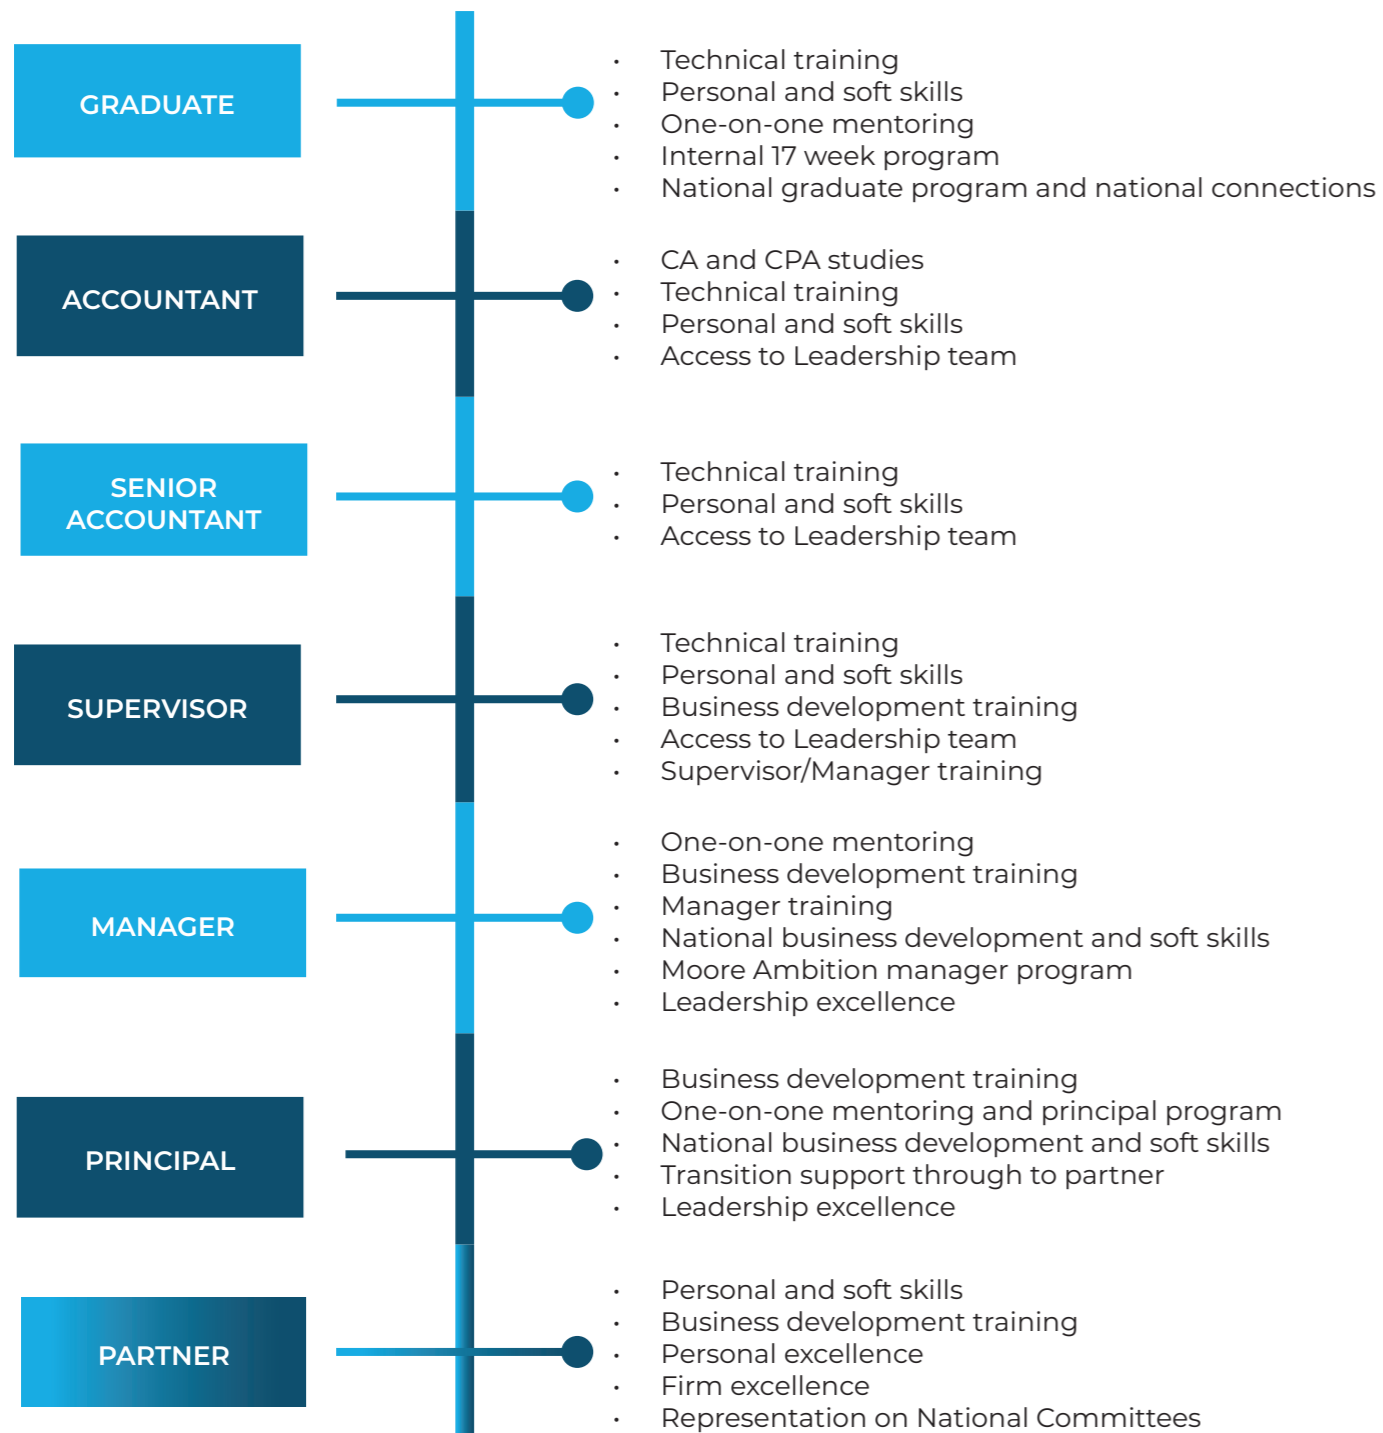 GRADUATE
• Technical training
• Personal and soft skills
• One-on-one mentoring
• Internal 17 week program
• National graduate program and national connections
ACCOUNTANT
• CA and CPA studies
• Technical training
• Personal and soft skills
• Access to Leadership team
SENIOR
ACCOUNTANT
• Technical training
• Personal and soft skills
• Access to Leadership team
SUPERVISOR
• Technical training
• Personal and soft skills
• Business development training
• Access to Leadership team
• Supervisor/Manager training
MANAGER
• One-on-one mentoring
• Business development training
• Manager training
• National business development and soft skills
• Moore Ambition manager program
• Leadership excellence
PRINCIPAL
• Business development training
• One-on-one mentoring and principal program
• National business development and soft skills
• Transition support through to partner
• Leadership excellence
PARTNER
• Personal and soft skills
• Business development training
• Personal excellence
• Firm excellence
• Representation on National Committees